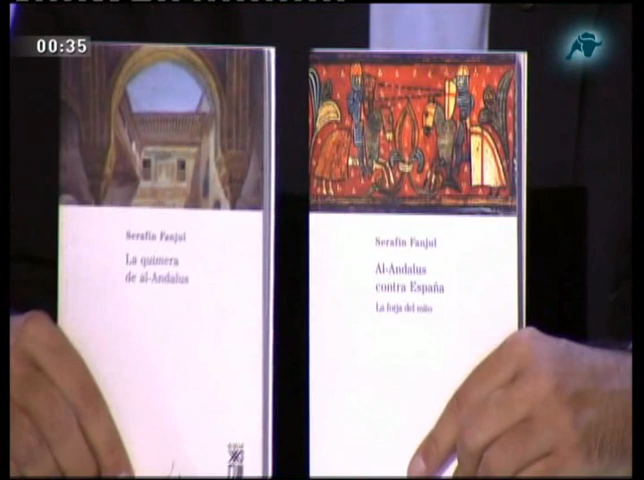 00:35
Serafín Fanjul
La quimera
de al-Andalus
Serafín Fanjul
Al-Andalus
contra España
La forja del mito